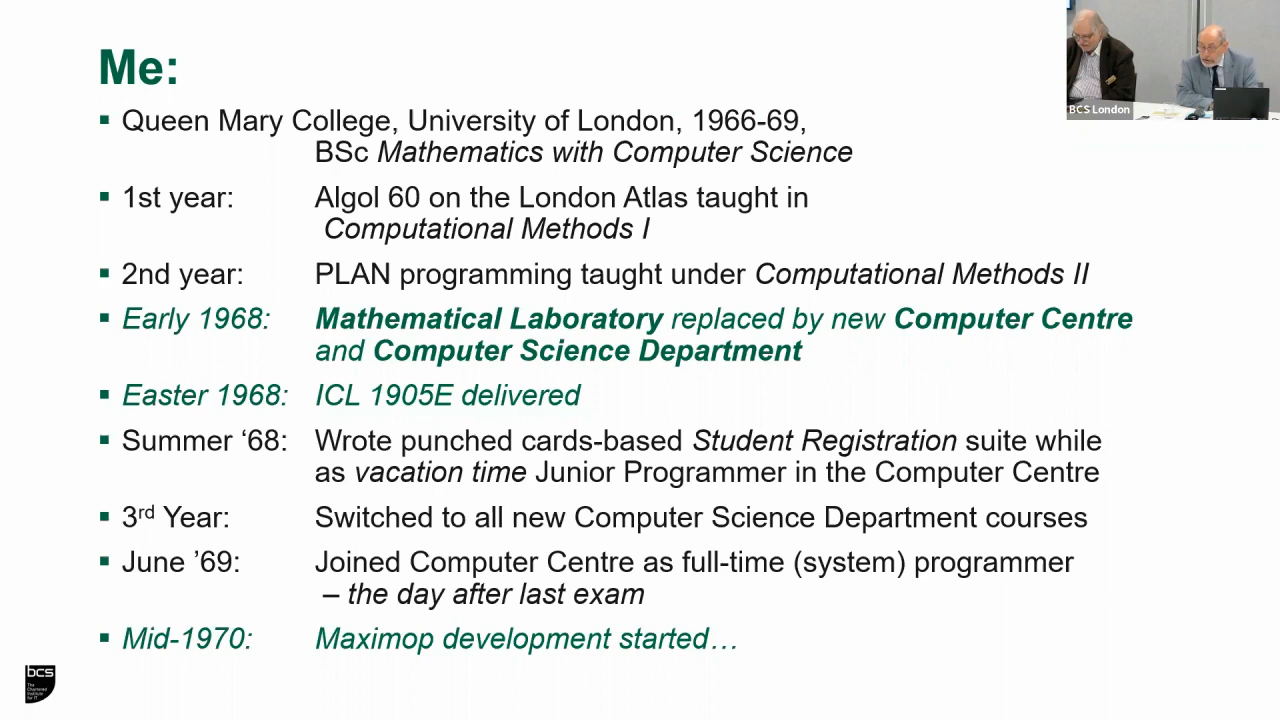 Me:
▪ Queen Mary College, University of London, 1966-69,
BSc Mathematics with Computer Science
▪ 1st year: Algol 60 on the London Atlas taught in
Computational Methods I
▪ 2nd year: PLAN programming taught under Computational Methods II
▪ Early 1968: Mathematical Laboratory replaced by new Computer Centre
and Computer Science Department
▪ Easter 1968: ICL 1905E delivered
▪ Summer ‘68: Wrote punched cards-based Student Registration suite while
as vacation time Junior Programmer in the Computer Centre
▪ 3rd Year: Switched to all new Computer Science Department courses
▪ June ’69: Joined Computer Centre as full-time (system) programmer
– the day after last exam
▪ Mid-1970: Maximop development started…
BCS London
bcs
The
Chartered
Institute
for IT